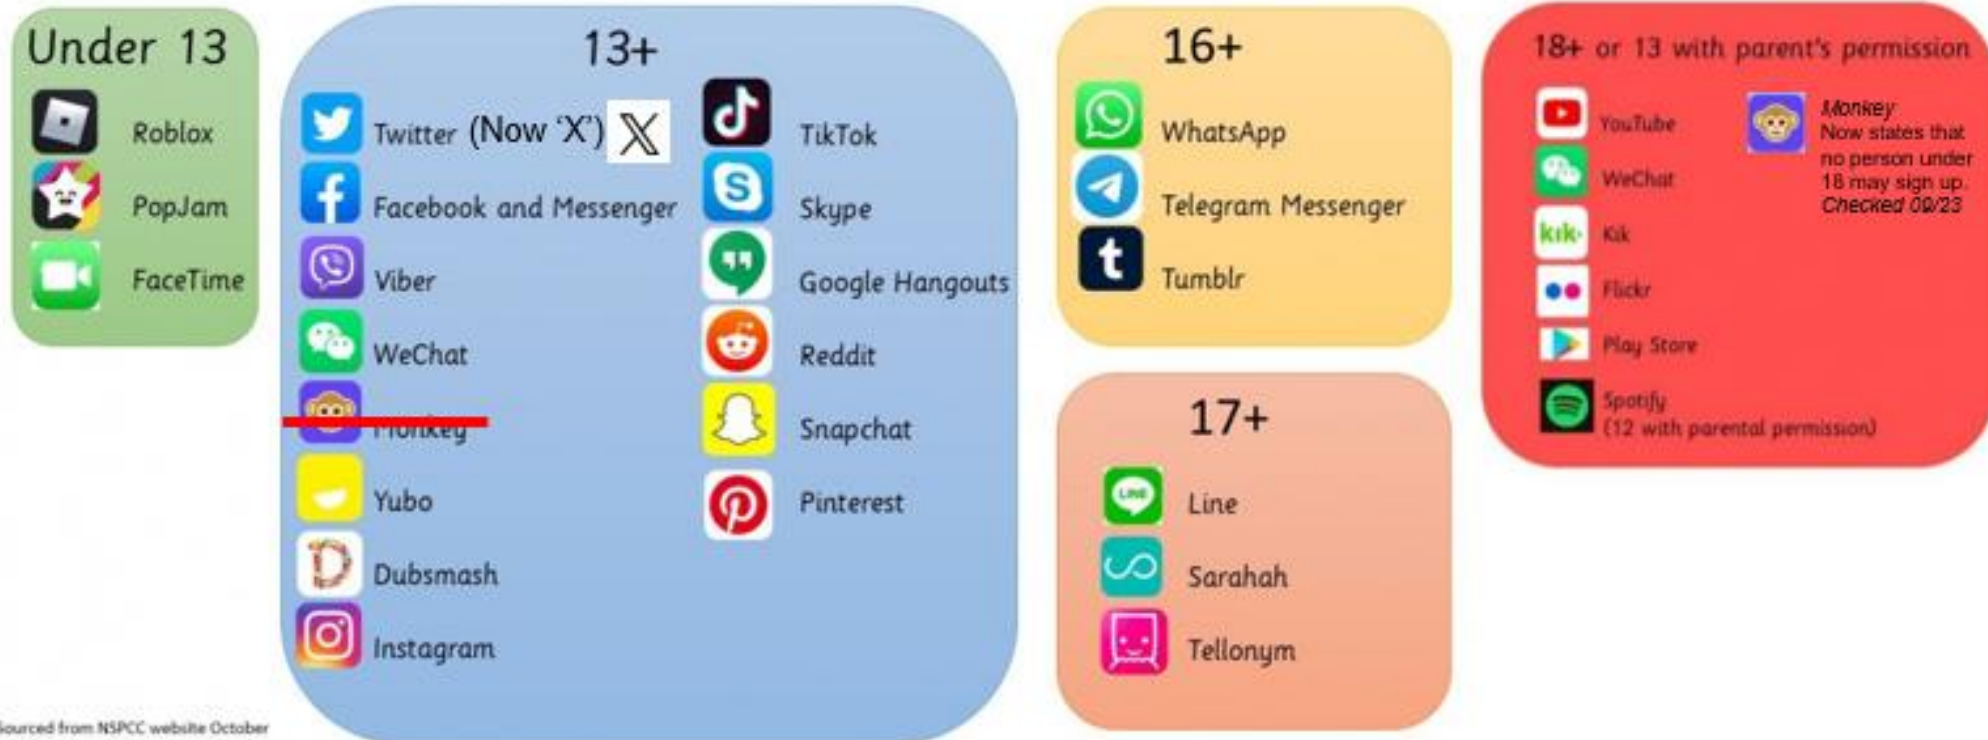 Under 13
Roblox
PopJam
FaceTime
13+
Twitter (Now ‘X’)
Facebook and Messenger
Viber
WeChat
Monkey
Yubo
Dubsmash
Instagram
TikTok
Skype
Google Hangouts
Reddit
Snapchat
Pinterest
16+
WhatsApp
Telegram Messenger
Tumblr
17+
LINE
Line
Sarahah
Tellonym
18+ or 13 with parent's permission
YouTube
WeChat
kik
Kik
Flickr
Play Store
Spotify
(12 with parental permission)
Monkey
Now states that
no person under
18 may sign up.
Checked 09/23
Sourced from NSPCC website October